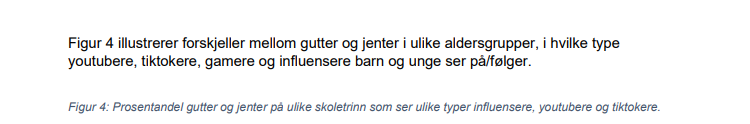 Figur 4 illustrerer forskjeller mellom gutter og jenter i ulike aldersgrupper, i hvilke type
youtubere, tiktokere, gamere og influensere barn og unge ser på/følger.
Figur 4: Prosentandel gutter og jenter på ulike skoletrinn som ser ulike typer influensere, youtubere og tiktokere.